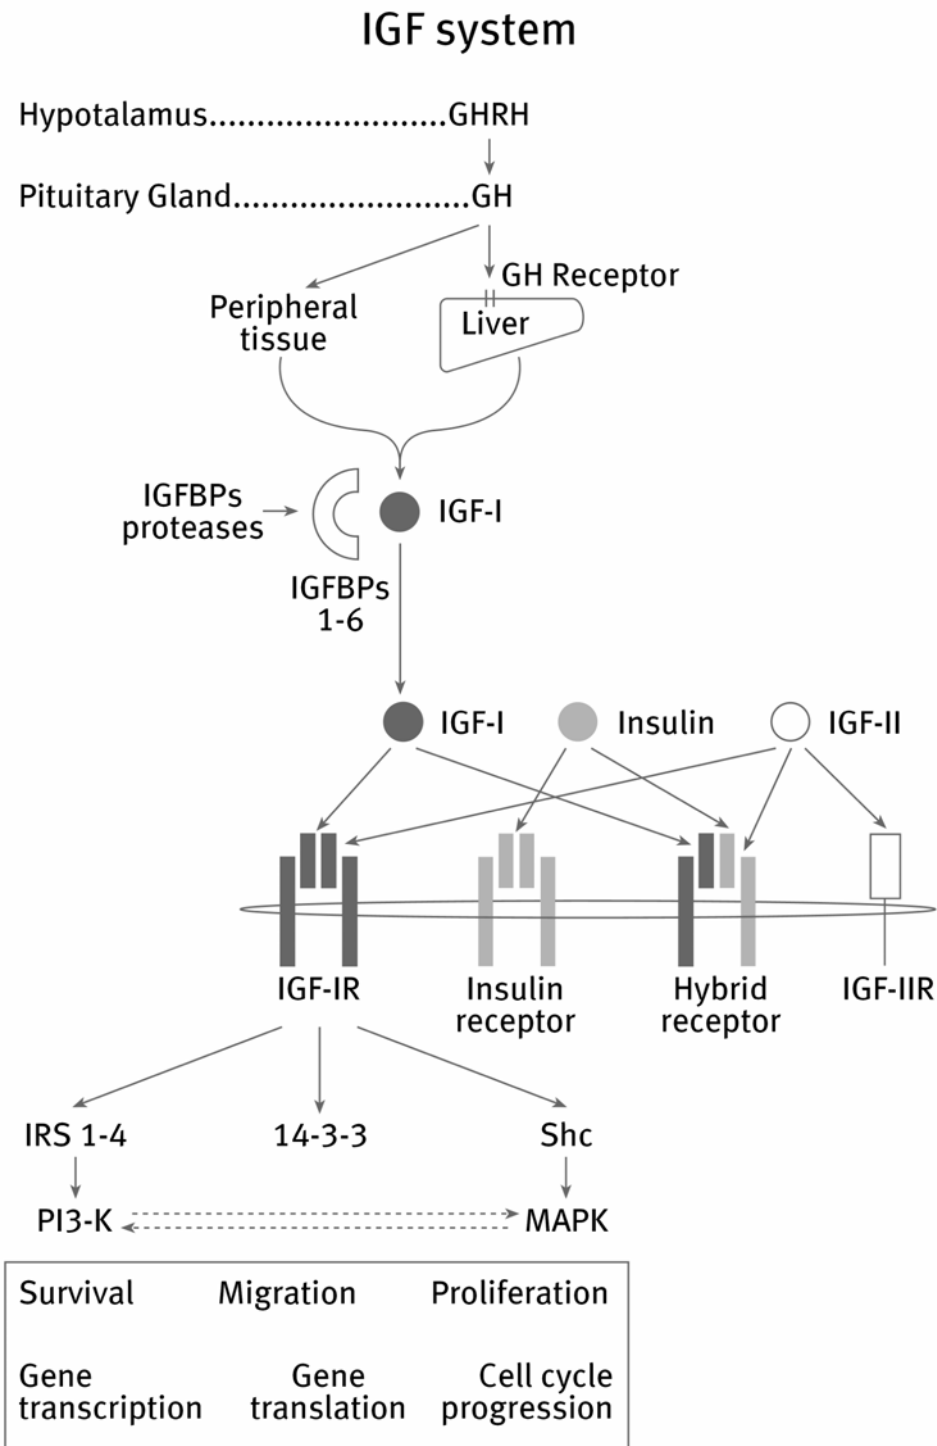 IGF system
Hypotalamus........................GHRH
Pituitary Gland........................GH
GH Receptor
Peripheral
tissue
Liver
IGFBPs
proteases
IGF-I
IGFBPs
1-6
IGF-I
Insulin
IGF-II
IGF-IR
Insulin
receptor
Hybrid
receptor
IGF-IIR
IRS 1-4
14-3-3
Shc
PI3-K
MAPK
Survival
Migration
Proliferation
Gene
transcription
Gene
translation
Cell cycle
progression